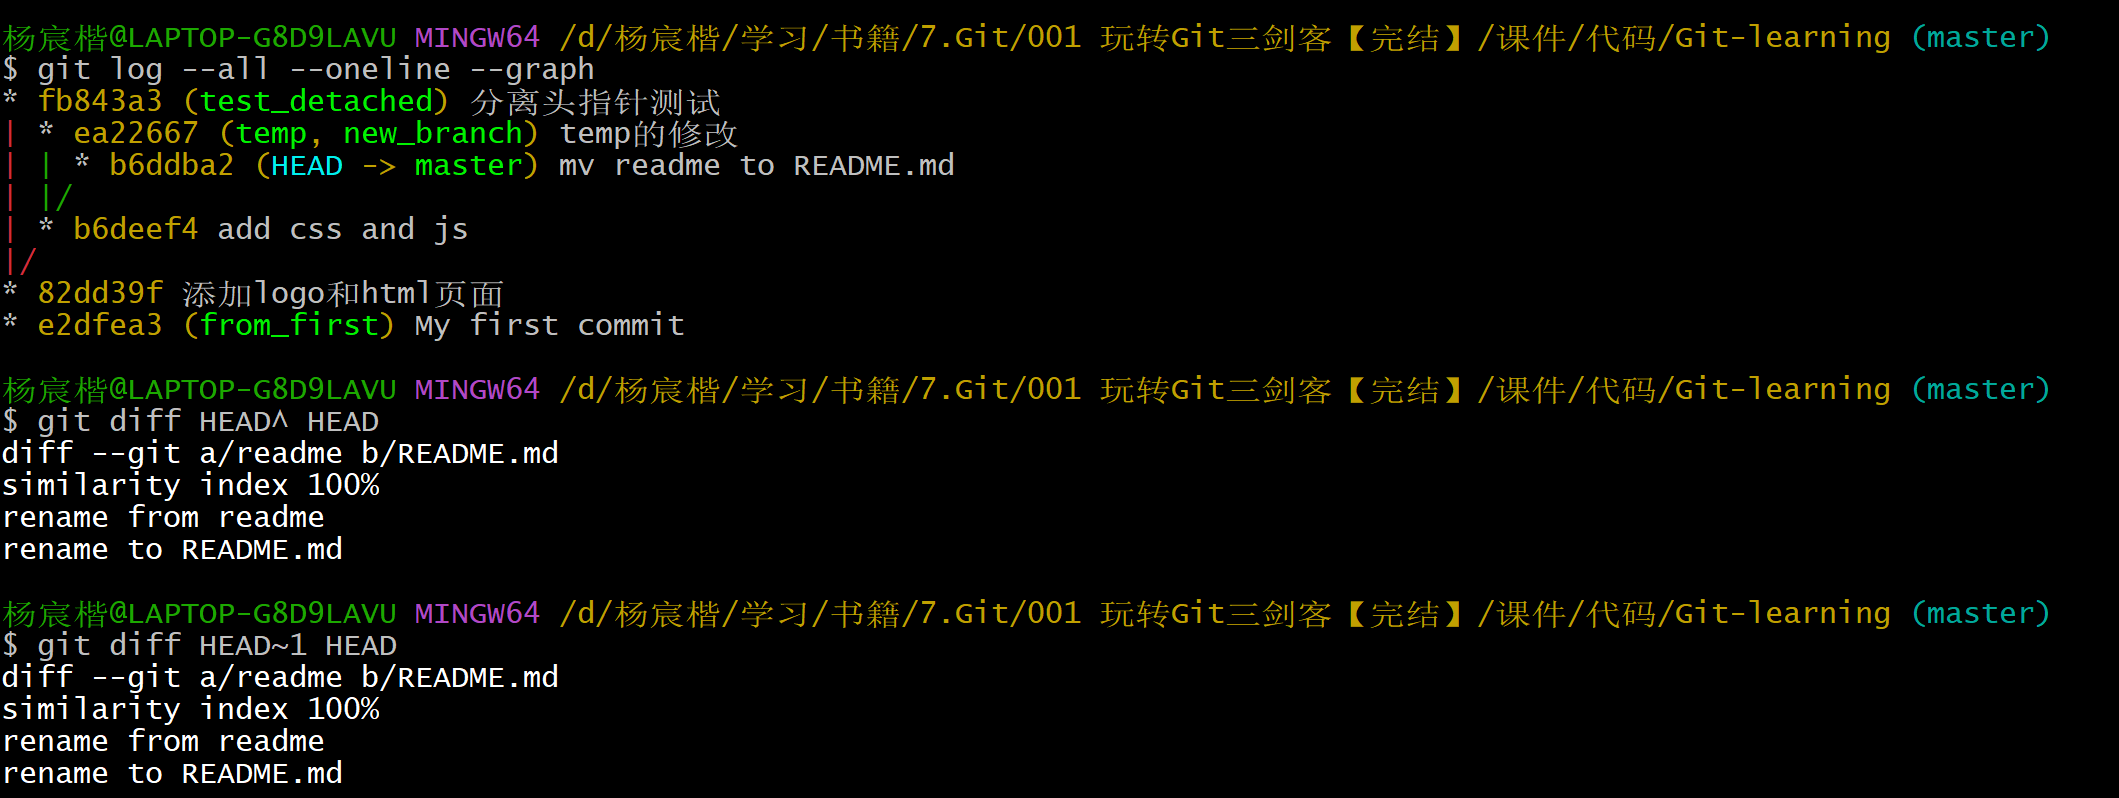 杨宸楷@LAPTOP-G8D9LAVU MINGW64 /d/杨宸楷/学习/书籍/7.Git/001 玩转Git三剑客【完结】/课件/代码/Git-learning (master)
$ git log --all --oneline --graph
* fb843a3 (test_detached) 分离头指针测试
| * ea22667 (temp, new_branch) temp的修改
| | * b6ddba2 (HEAD -> master) mv readme to README.md
| |/
| * b6deef4 add css and js
|/
* 82dd39f 添加logo和html页面
* e2dfea3 (from_first) My first commit
杨宸楷@LAPTOP-G8D9LAVU MINGW64 /d/杨宸楷/学习/书籍/7.Git/001 玩转Git三剑客【完结】/课件/代码/Git-learning (master)
$ git diff HEAD^ HEAD
diff --git a/readme b/README.md
similarity index 100%
rename from readme
rename to README.md
杨宸楷@LAPTOP-G8D9LAVU MINGW64 /d/杨宸楷/学习/书籍/7.Git/001 玩转Git三剑客【完结】/课件/代码/Git-learning (master)
$ git diff HEAD~1 HEAD
diff --git a/readme b/README.md
similarity index 100%
rename from readme
rename to README.md